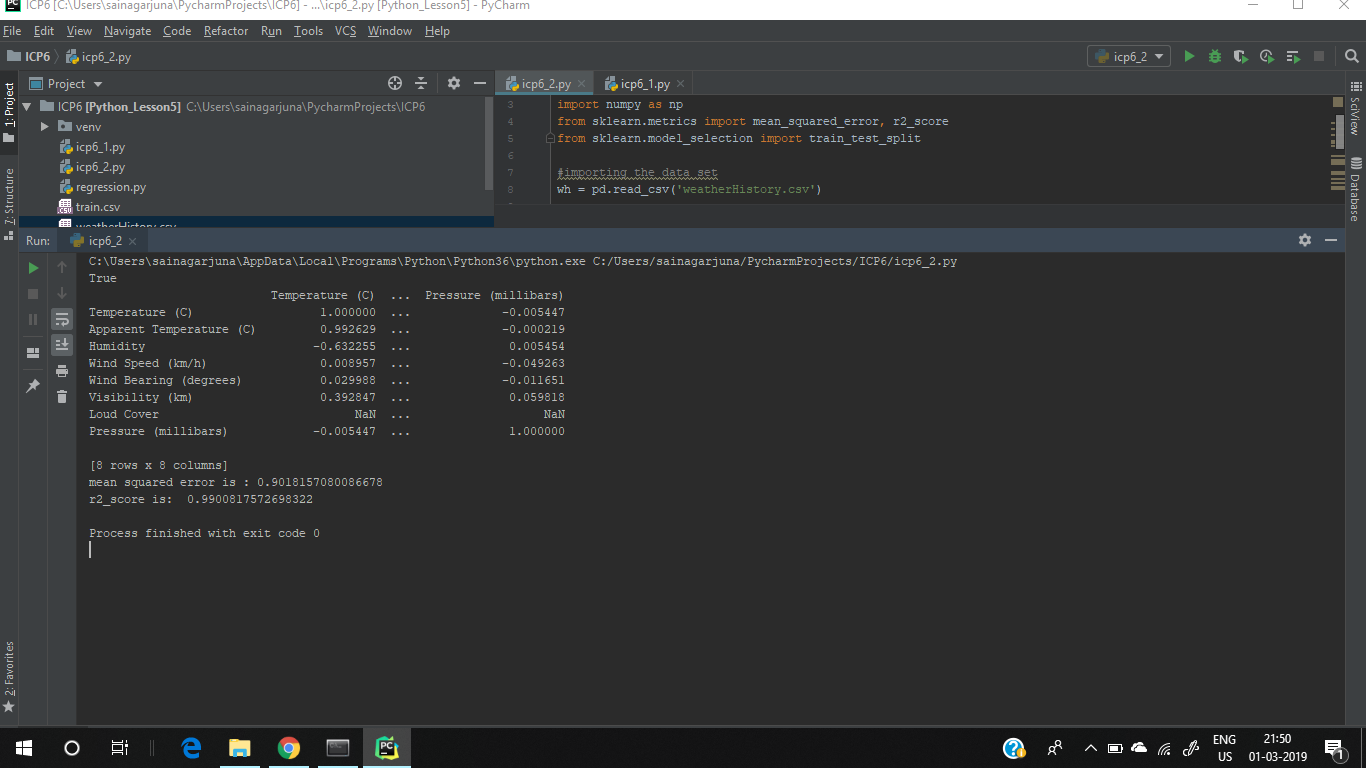 ICP6 [C:\Users\sainagarjuna\PycharmProjects\ICP6] - ...\icp6_2.py [Python_Lesson5] - PyCharm
File Edit View Navigate Code Refactor Run Tools VCS Window Help
ICP6 icp6_2.py icp6_2
Project icp6_2.py icp6_1.py
1: Project
7: Structure
2: Favorites
SciView
Database
ICP6 [Python_Lesson5] C:\Users\sainagarjuna\PycharmProjects\ICP6
venv
icp6_1.py
icp6_2.py
regression.py
train.csv
weatherHistory.csv
3 import numpy as np
4 from sklearn.metrics import mean_squared_error, r2_score
5 from sklearn.model_selection import train_test_split
6
7 #importing the data set
8 wh = pd.read_csv('weatherHistory.csv')
Run: icp6_2
C:\Users\sainagarjuna\AppData\Local\Programs\Python\Python36\python.exe C:/Users/sainagarjuna/PycharmProjects/ICP6/icp6_2.py
True
Temperature (C) ... Pressure (millibars)
Temperature (C) 1.000000 ... -0.005447
Apparent Temperature (C) 0.992629 ... -0.000219
Humidity -0.632255 ... 0.005454
Wind Speed (km/h) 0.008957 ... -0.049263
Wind Bearing (degrees) 0.029988 ... -0.011651
Visibility (km) 0.392847 ... 0.059818
Loud Cover NaN ... NaN
Pressure (millibars) -0.005447 ... 1.000000
[8 rows x 8 columns]
mean squared error is : 0.9018157080086678
r2_score is: 0.9900817572698322
Process finished with exit code 0
ENG 21:50
US 01-03-2019
1